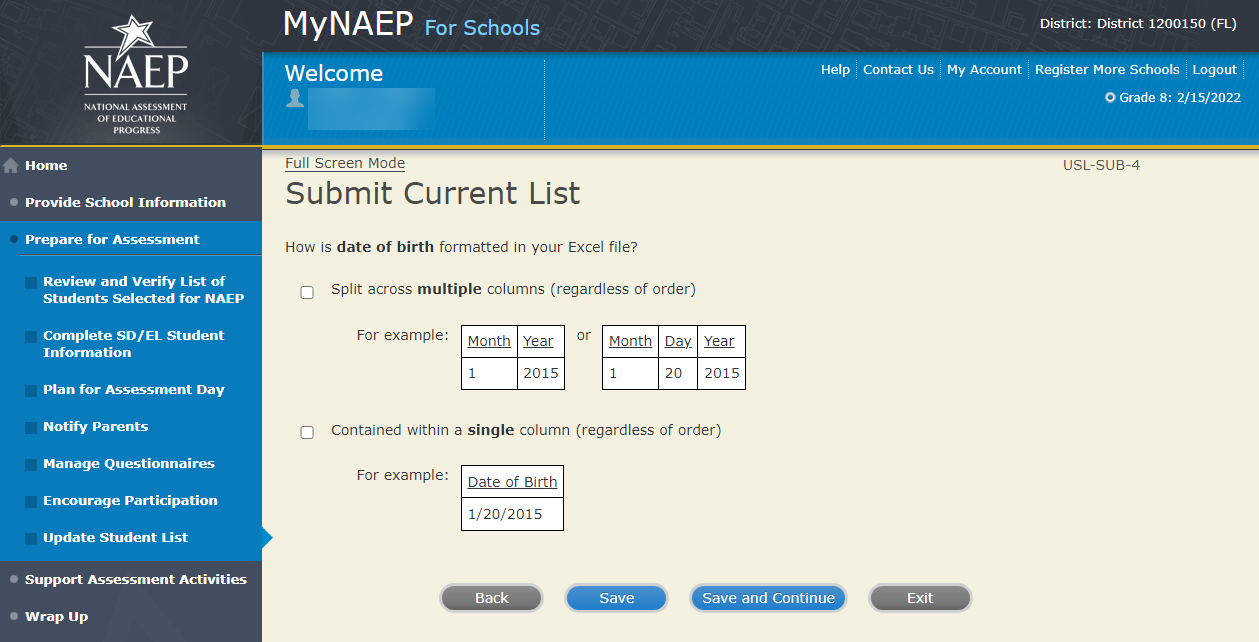 NAEP
NATIONAL ASSESSMENT
OF EDUCATIONAL
PROGRESS
MyNAEP For Schools
District: District 1200150 (FL)
Welcome
Help Contact Us My Account Register More Schools Logout
Grade 8: 2/15/2022
Home
Provide School Information
Prepare for Assessment
Review and Verify List of
Students Selected for NAEP
Complete SD/EL Student
Information
Plan for Assessment Day
Notify Parents
Manage Questionnaires
Encourage Participation
Update Student List
Support Assessment Activities
Wrap Up
Full Screen Mode
USL-SUB-4
Submit Current List
How is date of birth formatted in your Excel file?
Split across multiple columns (regardless of order)
For example: Month Year or Month Day Year
1 2015 1 20 2015
Contained within a single column (regardless of order)
For example: Date of Birth
1/20/2015
Back Save Save and Continue Exit